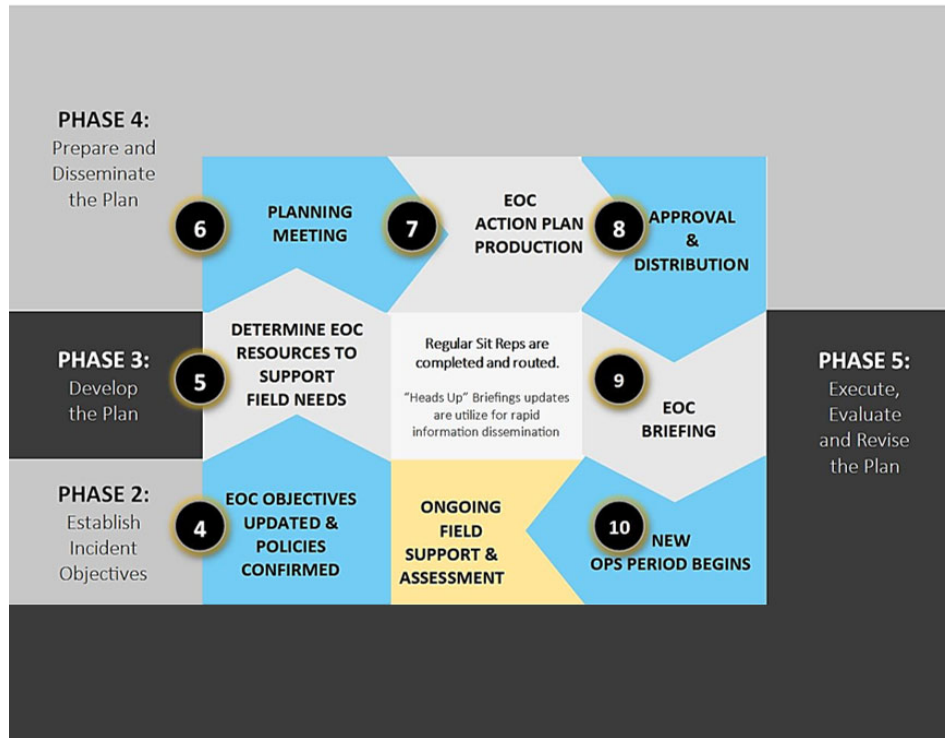 PHASE 4:
Prepare and
Disseminate
the Plan
6
PLANNING
MEETING
7
EOC
ACTION PLAN
PRODUCTION
8
APPROVAL
&
DISTRIBUTION
PHASE 3:
Develop
the Plan
5
DETERMINE EOC
RESOURCES TO
SUPPORT
FIELD NEEDS
Regular Sit Reps are
completed and routed.
"Heads Up" Briefings updates
are utilize for rapid
information dissemination
9
EOC
BRIEFING
PHASE 5:
Execute,
Evaluate
and Revise
the Plan
PHASE 2:
Establish
Incident
Objectives
4
EOC OBJECTIVES
UPDATED &
POLICIES
CONFIRMED
ONGOING
FIELD
SUPPORT &
ASSESSMENT
10
NEW
OPS PERIOD BEGINS